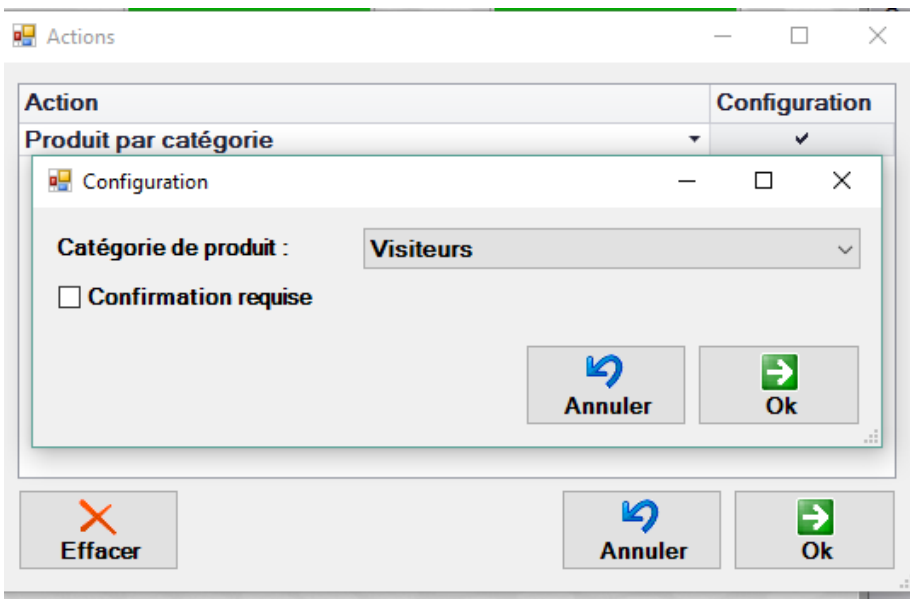 Actions
Action Configuration
Produit par catégorie
Configuration
Catégorie de produit : Visiteurs
Confirmation requise
Annuler Ok
Effacer Annuler Ok